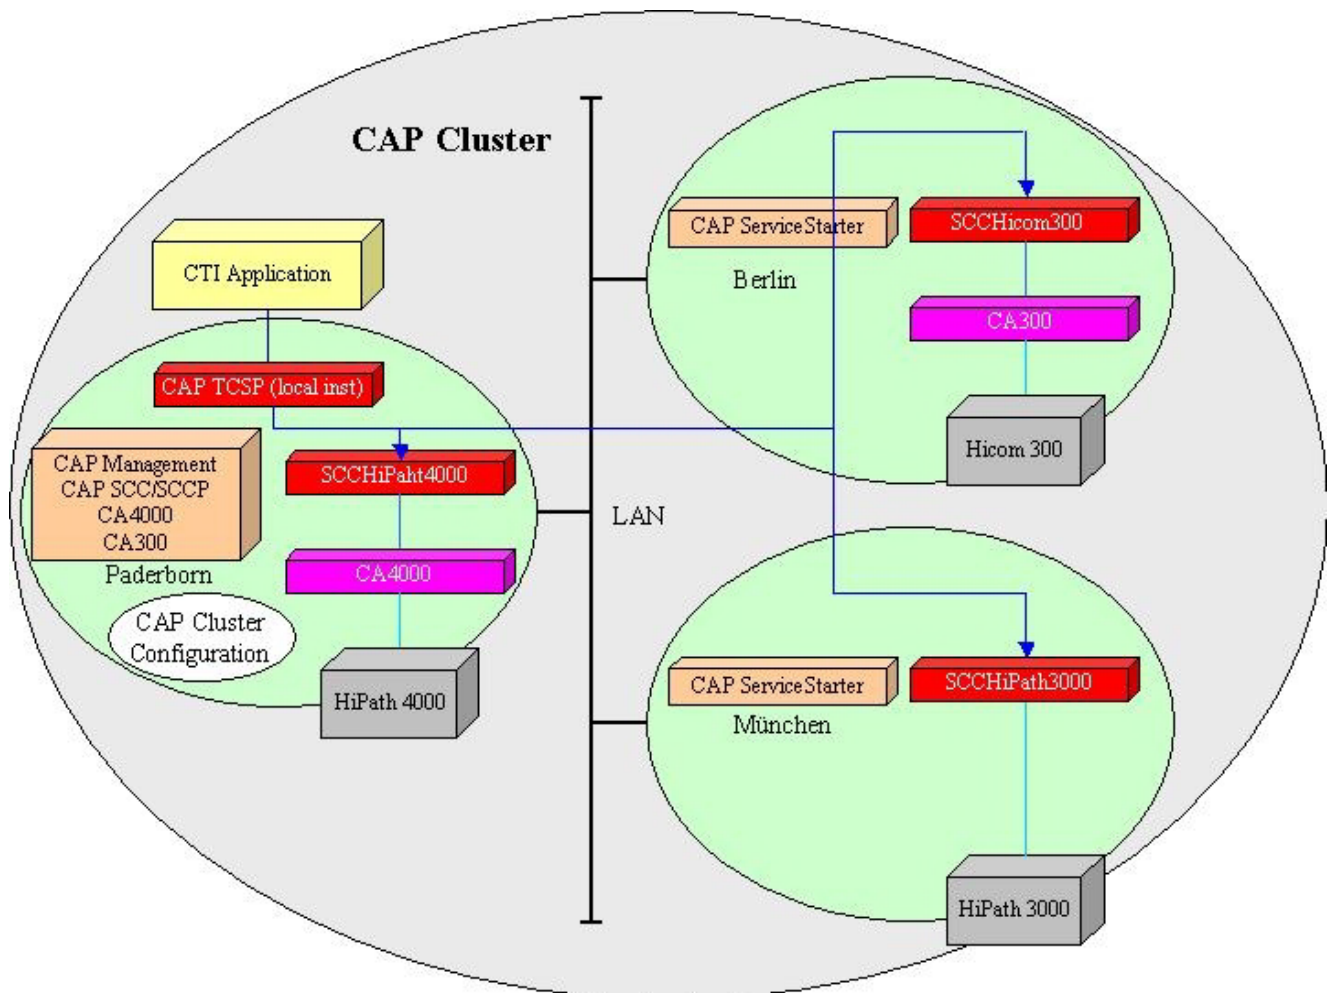 CAP Cluster
CTI Application
CAP TCSP (local inst)
CAP Management
CAP SCC/SCCP
CA4000
CA300
Paderborn
CAP Cluster
Configuration
SCCHiPaht4000
CA4000
HiPath 4000
LAN
CAP ServiceStarter
Berlin
SCCHicom300
CA300
Hicom 300
CAP ServiceStarter
München
SCCHiPath3000
HiPath 3000